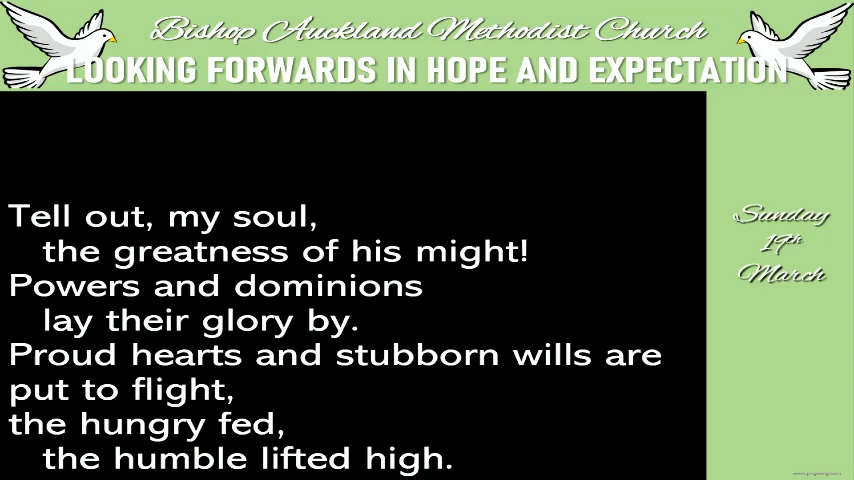 Bishop Auckland Methodist Church
LOOKING FORWARDS IN HOPE AND EXPECTATION
Tell out, my soul,
the greatness of his might!
Powers and dominions
lay their glory by.
Proud hearts and stubborn wills are
put to flight,
the hungry fed,
the humble lifted high.
Sunday
19th
March